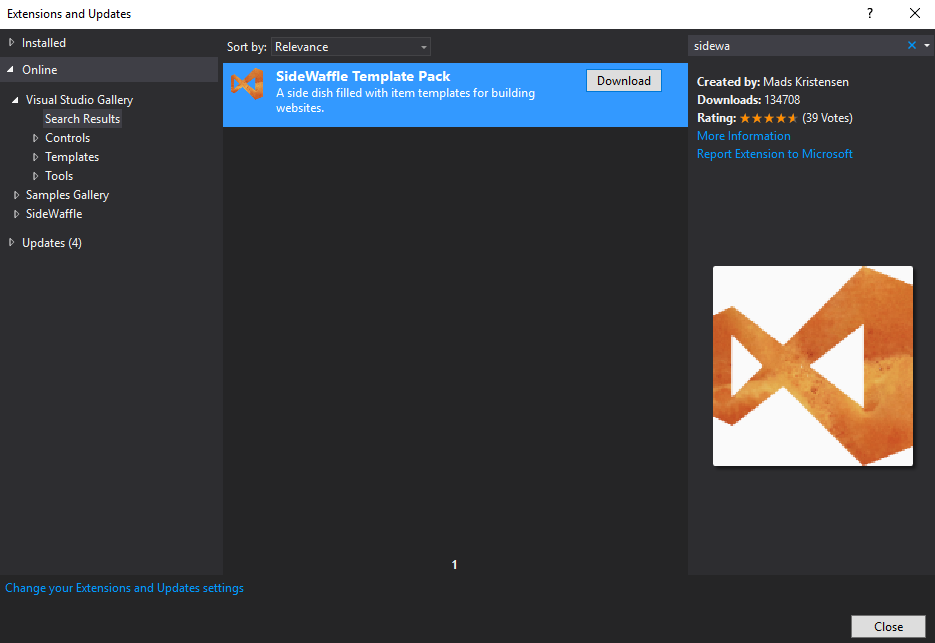 Extensions and Updates
?
Installed
Online
Visual Studio Gallery
Search Results
Controls
Templates
Tools
Samples Gallery
SideWaffle
Updates (4)
Sort by: Relevance
SideWaffle Template Pack
A side dish filled with item templates for building
websites.
Download
1
sidewa
Created by: Mads Kristensen
Downloads: 134708
Rating: (39 Votes)
More Information
Report Extension to Microsoft
Change your Extensions and Updates settings
Close